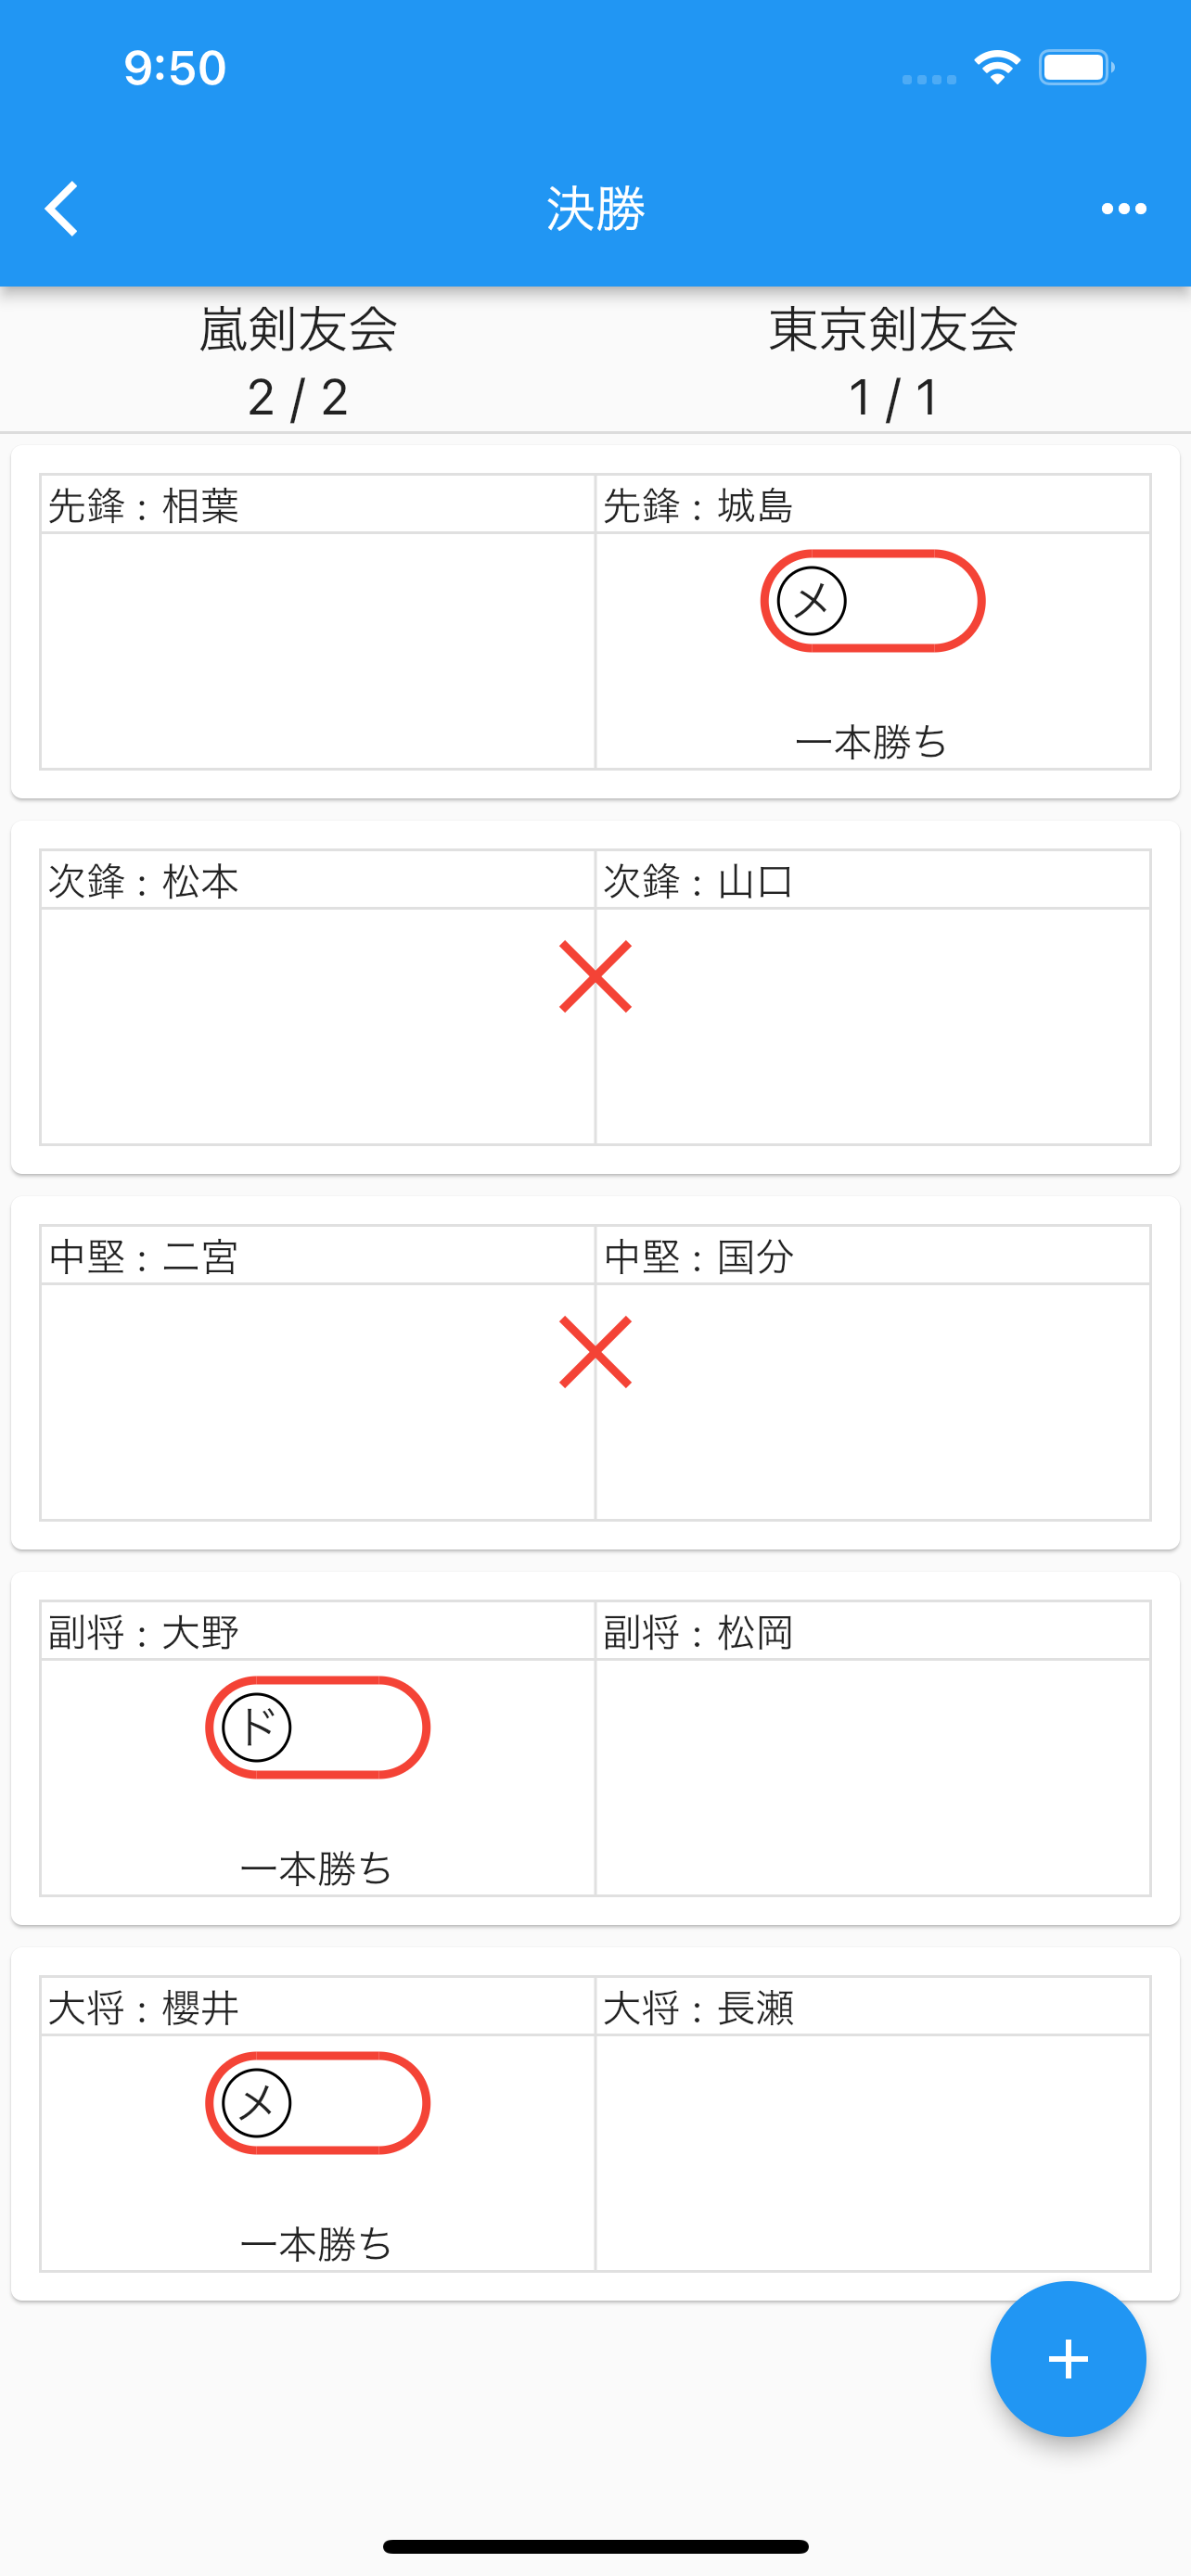 9:50
決勝
嵐剣友会 東京剣友会
2 / 2 1 / 1
先鋒 : 相葉 先鋒 : 城島
メ
一本勝ち
次鋒 : 松本 次鋒 : 山口
中堅 : 二宮 中堅 : 国分
副将 : 大野 副将 : 松岡
ド
一本勝ち
大将 : 櫻井 大将 : 長瀬
メ
一本勝ち